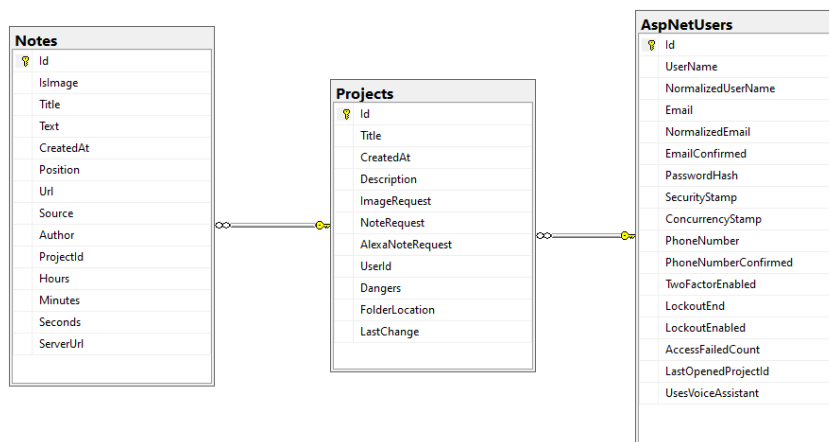 Notes
Id
IsImage
Title
Text
CreatedAt
Position
Url
Source
Author
ProjectId
Hours
Minutes
Seconds
ServerUrl
Projects
Id
Title
CreatedAt
Description
ImageRequest
NoteRequest
AlexaNoteRequest
UserId
Dangers
FolderLocation
LastChange
AspNetUsers
Id
UserName
NormalizedUserName
Email
NormalizedEmail
EmailConfirmed
PasswordHash
SecurityStamp
ConcurrencyStamp
PhoneNumber
PhoneNumberConfirmed
TwoFactorEnabled
LockoutEnd
LockoutEnabled
AccessFailedCount
LastOpenedProjectId
UsesVoiceAssistant